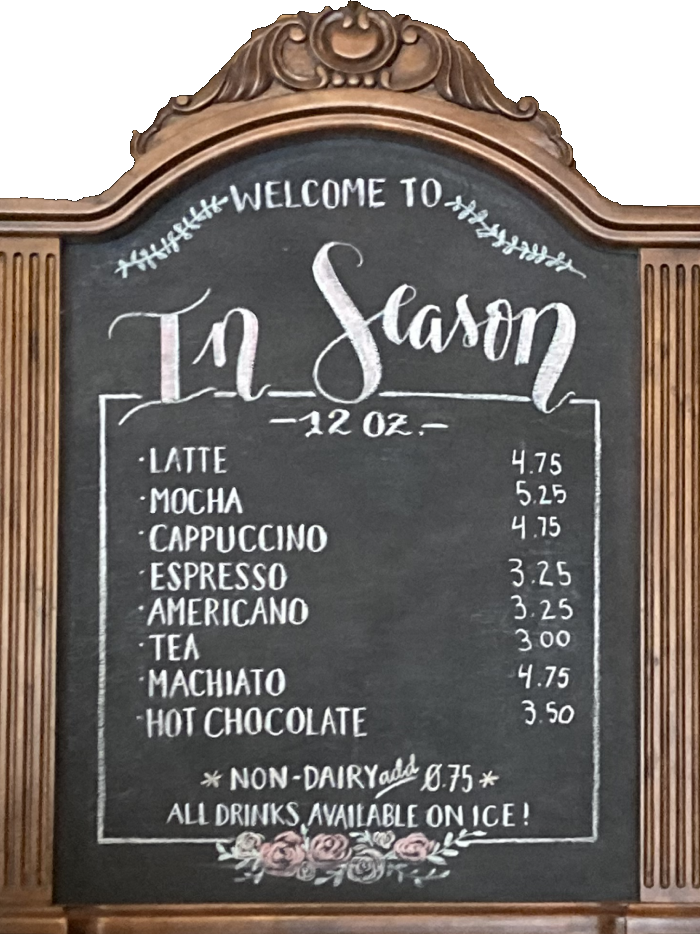 WELCOME TO
In Season
-12 OZ.-
·LATTE 4.75
·MOCHA 5.25
·CAPPUCCINO 4.75
·ESPRESSO 3.25
·AMERICANO 3.25
·TEA 3.00
·MACHIATO 4.75
·HOT CHOCOLATE 3.50
* NON-DAIRY add 0.75 *
ALL DRINKS AVAILABLE ON ICE!